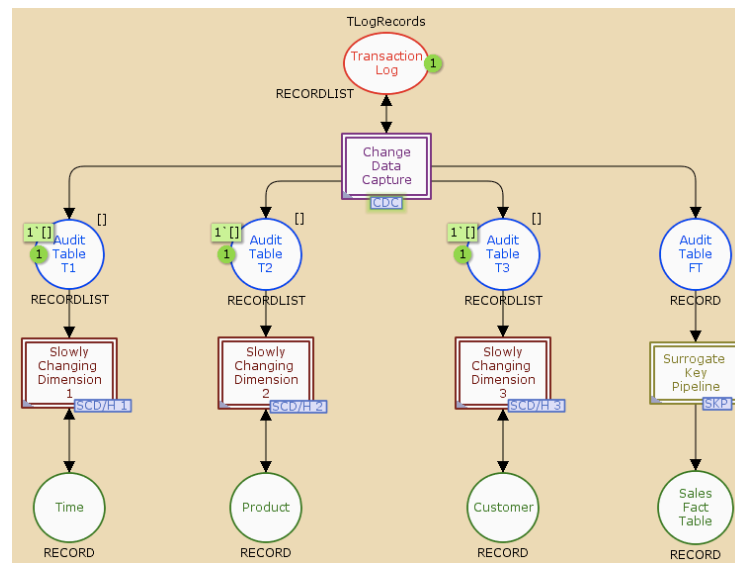 TLogRecords
Transaction
Log
1
RECORDLIST
Change
Data
Capture
CDC
1`[]
[]
1
Audit
Table
T1
RECORDLIST
1`[]
[]
1
Audit
Table
T2
RECORDLIST
1`[]
[]
1
Audit
Table
T3
RECORDLIST
Audit
Table
FT
RECORD
Slowly
Changing
Dimension
1
SCD/H 1
Slowly
Changing
Dimension
2
SCD/H 2
Slowly
Changing
Dimension
3
SCD/H 3
Surrogate
Key
Pipeline
SKP
Time
RECORD
Product
RECORD
Customer
RECORD
Sales
Fact
Table
RECORD